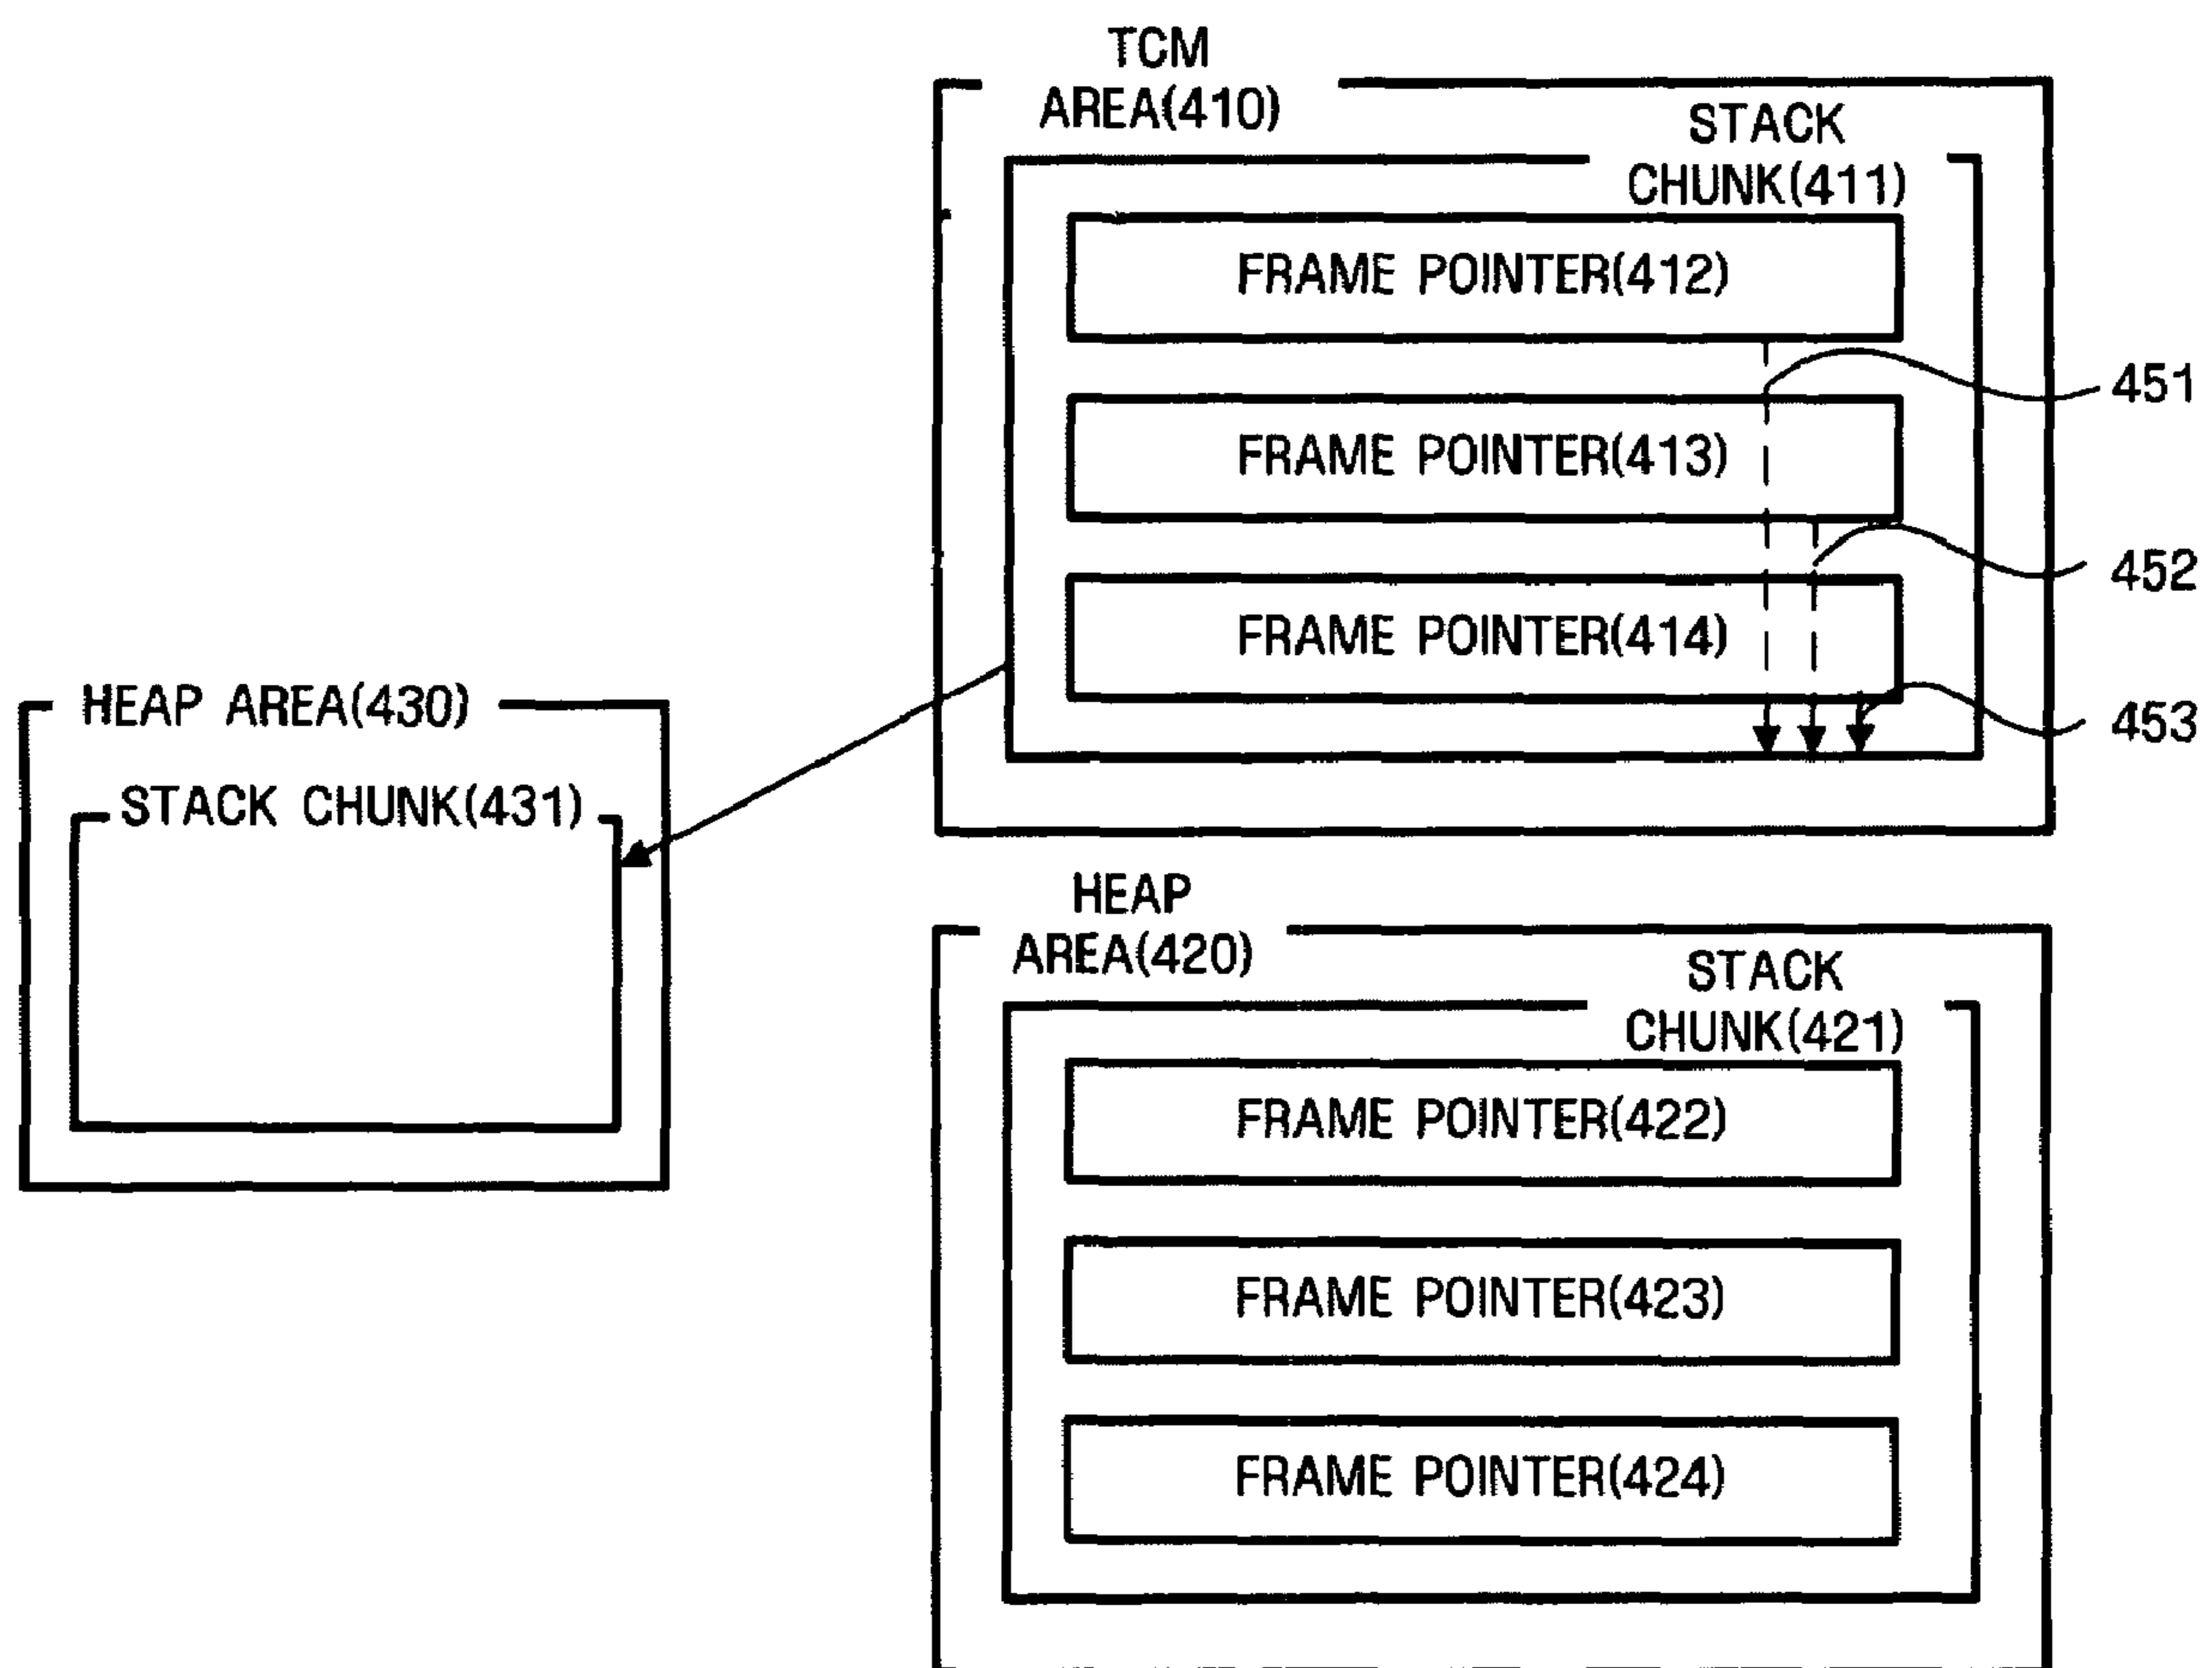 TCM
AREA(410)
STACK
CHUNK(411)
FRAME POINTER(412)
451
FRAME POINTER(413)
452
FRAME POINTER(414)
453
HEAP AREA(430)
STACK CHUNK(431)
HEAP
AREA(420)
STACK
CHUNK(421)
FRAME POINTER(422)
FRAME POINTER(423)
FRAME POINTER(424)